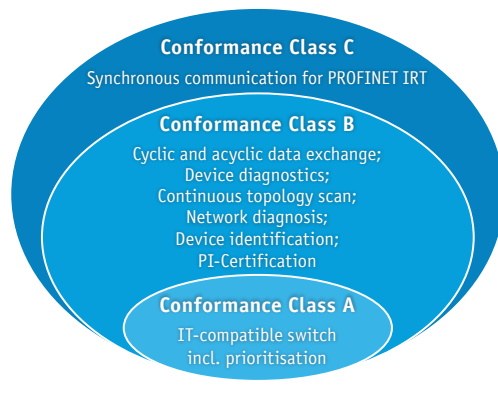 Conformance Class C
Synchronous communication for PROFINET IRT
Conformance Class B
Cyclic and acyclic data exchange;
Device diagnostics;
Continuous topology scan;
Network diagnosis;
Device identification;
PI-Certification
Conformance Class A
IT-compatible switch
incl. prioritisation